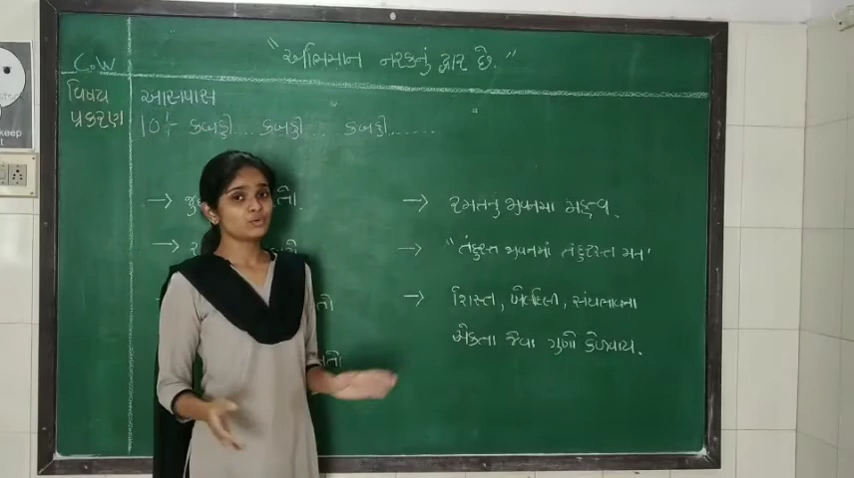 "અભિમાન નરકનું દ્વાર છે."
C.W
વિષય આસપાસ
પ્રકરણ 10 કબડ્ડી... કબડ્ડી... કબડ્ડી......
→ રમતનું જીવનમાં મહત્વ.
→ "તંદુરસ્ત જીવનમાં તંદુરસ્ત મન"
→ શિસ્ત, ખેલદિલી, સંઘભાવના
એકતા જેવા ગુણો કેળવાય.
keep